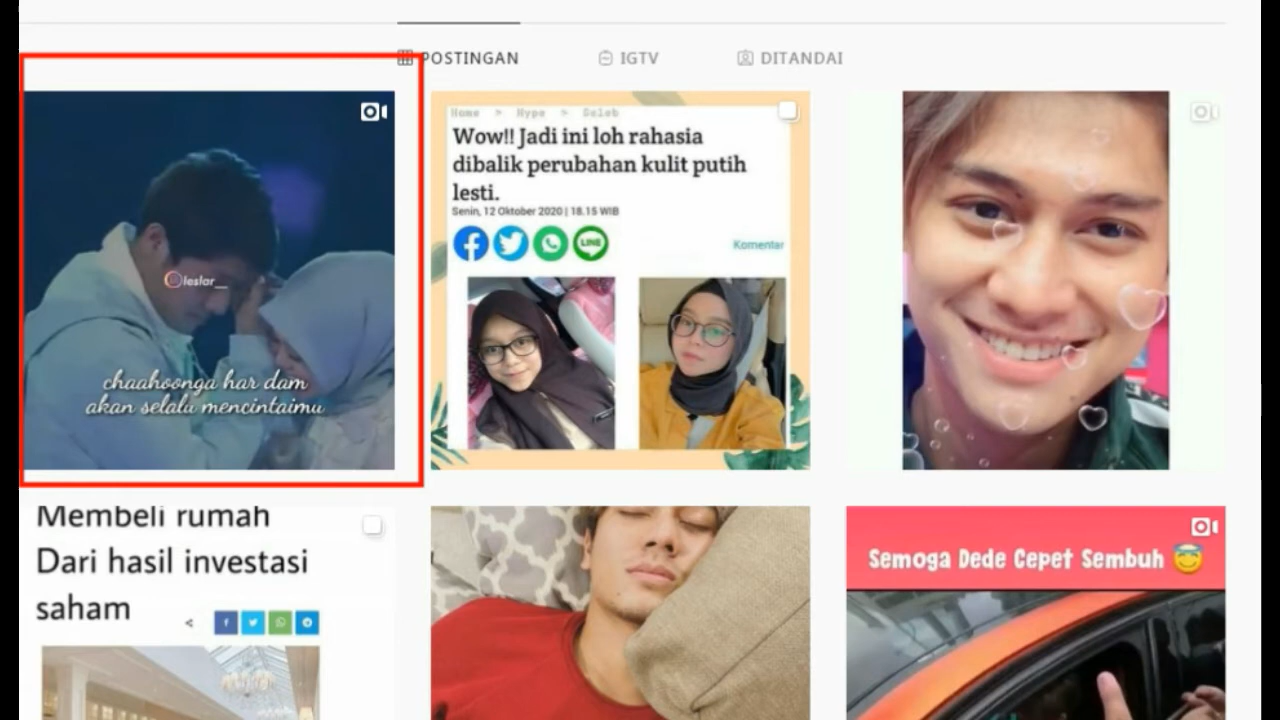 POSTINGAN
IGTV
DITANDAI
leslar__
chaahoonga har dam
akan selalu mencintaimu
Home > Hype > Seleb
Wow!! Jadi ini loh rahasia
dibalik perubahan kulit putih
lesti.
Senin, 12 Oktober 2020 | 18.15 WIB
LINE
Komentar
Membeli rumah
Dari hasil investasi
saham
Semoga Dede Cepet Sembuh